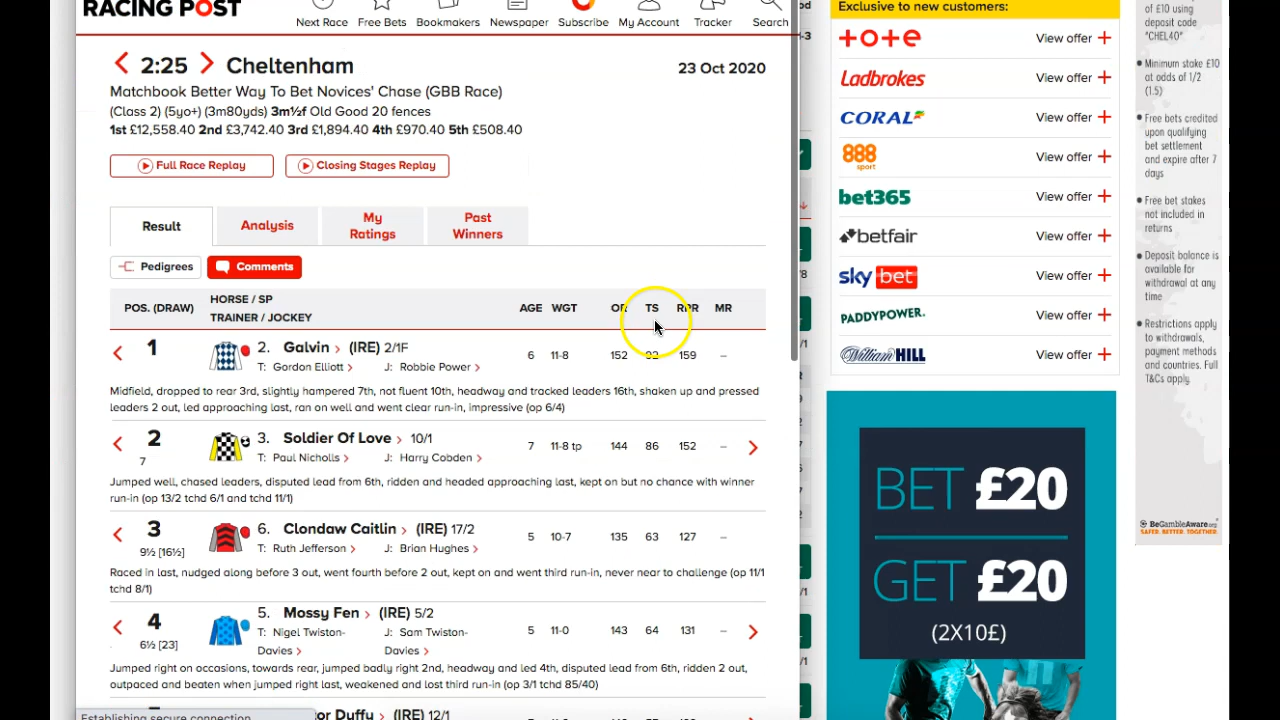 RACING POST
Next Race
Free Bets
Bookmakers
Newspaper
Subscribe
My Account
Tracker
Search
2:25 Cheltenham
23 Oct 2020
Matchbook Better Way To Bet Novices' Chase (GBB Race)
(Class 2) (5yo+) (3m80yds) 3m½f Old Good 20 fences
1st £12,558.40 2nd £3,742.40 3rd £1,894.40 4th £970.40 5th £508.40
Full Race Replay
Closing Stages Replay
Result
Analysis
My
Ratings
Past
Winners
Pedigrees
Comments
POS. (DRAW)
HORSE / SP
TRAINER / JOCKEY
AGE WGT OR TS RPR MR
1
2. Galvin (IRE) 2/1F
T: Gordon Elliott J: Robbie Power
6 11-8 152 92 159 –
Midfield, dropped to rear 3rd, slightly hampered 7th, not fluent 10th, headway and tracked leaders 16th, shaken up and pressed
leaders 2 out, led approaching last, ran on well and went clear run-in, impressive (op 6/4)
2
7
3. Soldier Of Love 10/1
T: Paul Nicholls J: Harry Cobden
7 11-8 tp 144 86 152 –
Jumped well, chased leaders, disputed lead from 6th, ridden and headed approaching last, kept on but no chance with winner
run-in (op 13/2 tchd 6/1 and tchd 11/1)
3
9½ [16½]
6. Clondaw Caitlin (IRE) 17/2
T: Ruth Jefferson J: Brian Hughes
5 10-7 135 63 127 –
Raced in last, nudged along before 3 out, went fourth before 2 out, kept on and went third run-in, never near to challenge (op 11/1
tchd 8/1)
4
6½ [23]
5. Mossy Fen (IRE) 5/2
T: Nigel Twiston-
Davies
J: Sam Twiston-
Davies
5 11-0 143 64 131 –
Jumped right on occasions, towards rear, jumped badly right 2nd, headway and led 4th, disputed lead from 6th, ridden 2 out,
outpaced and beaten when jumped right last, weakened and lost third run-in (op 3/1 tchd 85/40)
or Duffy (IRE) 12/1
Establishing secure connection
Exclusive to new customers:
tote View offer +
Ladbrokes View offer +
CORAL View offer +
888 sport View offer +
bet365 View offer +
betfair View offer +
sky bet View offer +
PADDYPOWER. View offer +
William HILL View offer +
BET £20
GET £20
(2X10£)
of £10 using
deposit code
"CHEL40"
Minimum stake £10
at odds of 1/2
(1.5)
Free bets credited
upon qualifying
bet settlement
and expire after 7
days
Free bet stakes
not included in
returns
Deposit balance is
available for
withdrawal at any
time
Restrictions apply
to withdrawals,
payment methods
and countries. Full
T&Cs apply.
BeGambleAware.org
SAFER. BETTER. TOGETHER